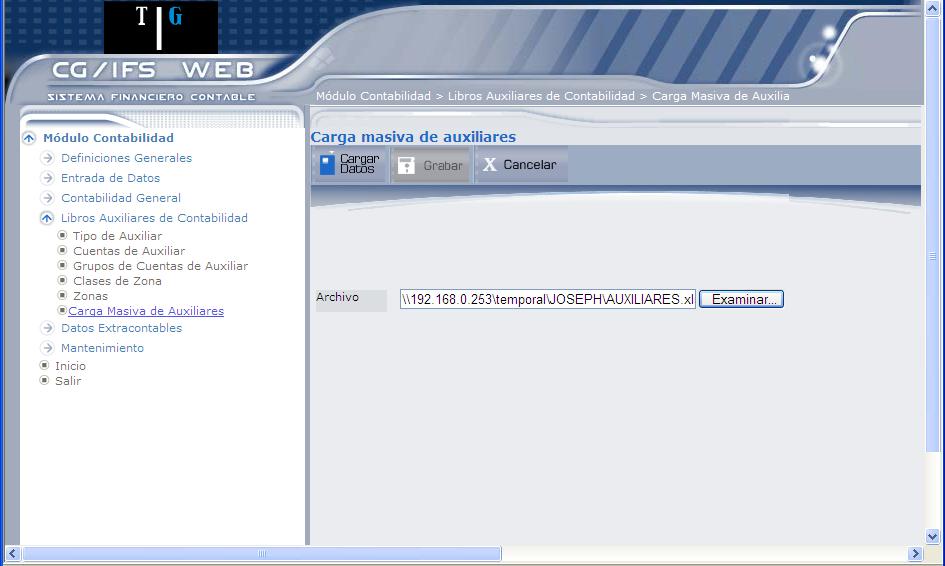 T G
CG/IFS WEB
SISTEMA FINANCIERO CONTABLE
Módulo Contabilidad > Libros Auxiliares de Contabilidad > Carga Masiva de Auxilia
Módulo Contabilidad
Definiciones Generales
Entrada de Datos
Contabilidad General
Libros Auxiliares de Contabilidad
Tipo de Auxiliar
Cuentas de Auxiliar
Grupos de Cuentas de Auxiliar
Clases de Zona
Zonas
Carga Masiva de Auxiliares
Datos Extracontables
Mantenimiento
Inicio
Salir
Carga masiva de auxiliares
Cargar
Datos
Grabar
X Cancelar
Archivo
\\192.168.0.253\temporal\JOSEPH\AUXILIARES.xl
Examinar...